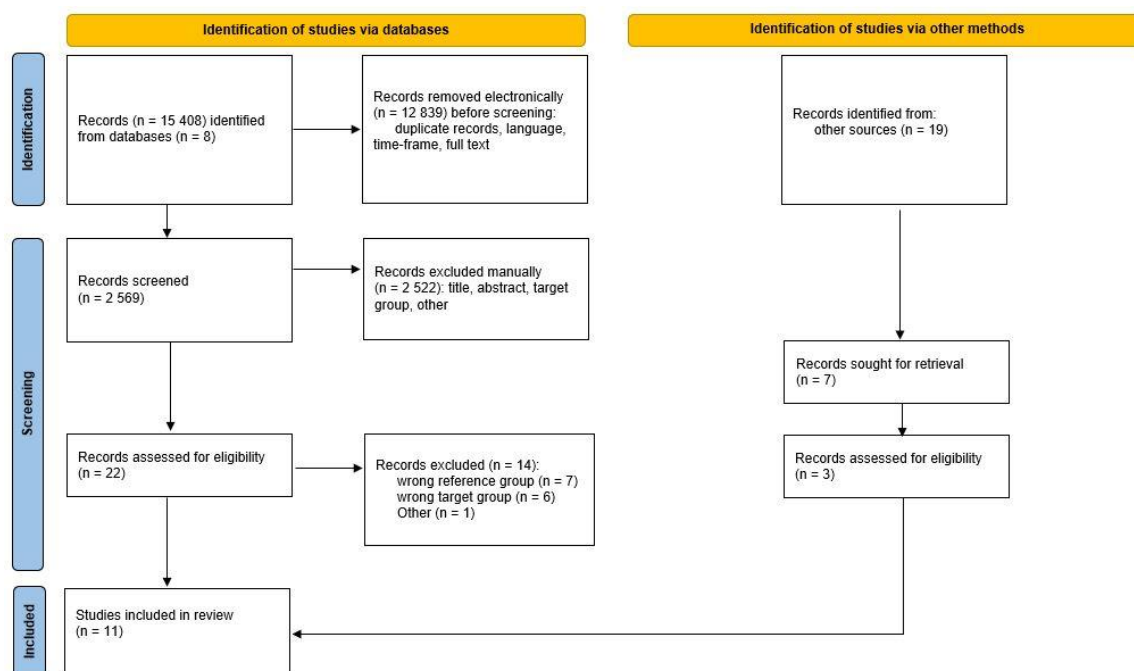 Identification of studies via databases
Identification of studies via other methods
Identification
Records (n = 15 408) identified
from databases (n = 8)
Records removed electronically
(n = 12 839) before screening:
duplicate records, language,
time-frame, full text
Records identified from:
other sources (n = 19)
Screening
Records screened
(n = 2 569)
Records excluded manually
(n = 2 522): title, abstract, target
group, other
Records sought for retrieval
(n = 7)
Records assessed for eligibility
(n = 22)
Records excluded (n = 14):
wrong reference group (n = 7)
wrong target group (n = 6)
Other (n = 1)
Records assessed for eligibility
(n = 3)
Included
Studies included in review
(n = 11)